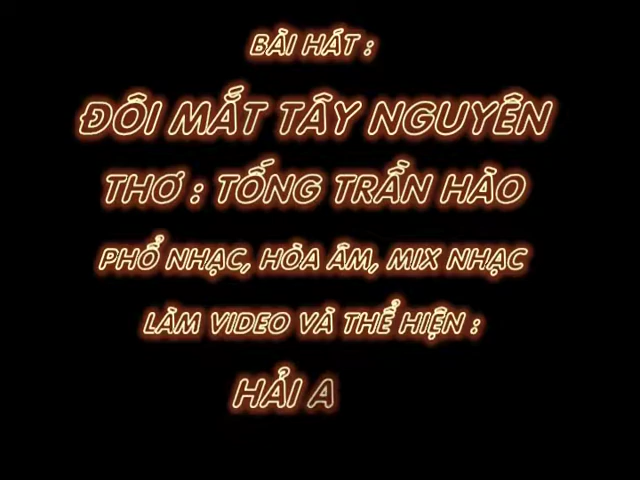 BÀI HÁT :
ĐÔI MẮT TÂY NGUYÊN
THƠ : TỐNG TRẦN HÀO
PHỔ NHẠC, HÒA ÂM, MIX NHẠC
LÀM VIDEO VÀ THỂ HIỆN :
HẢI A